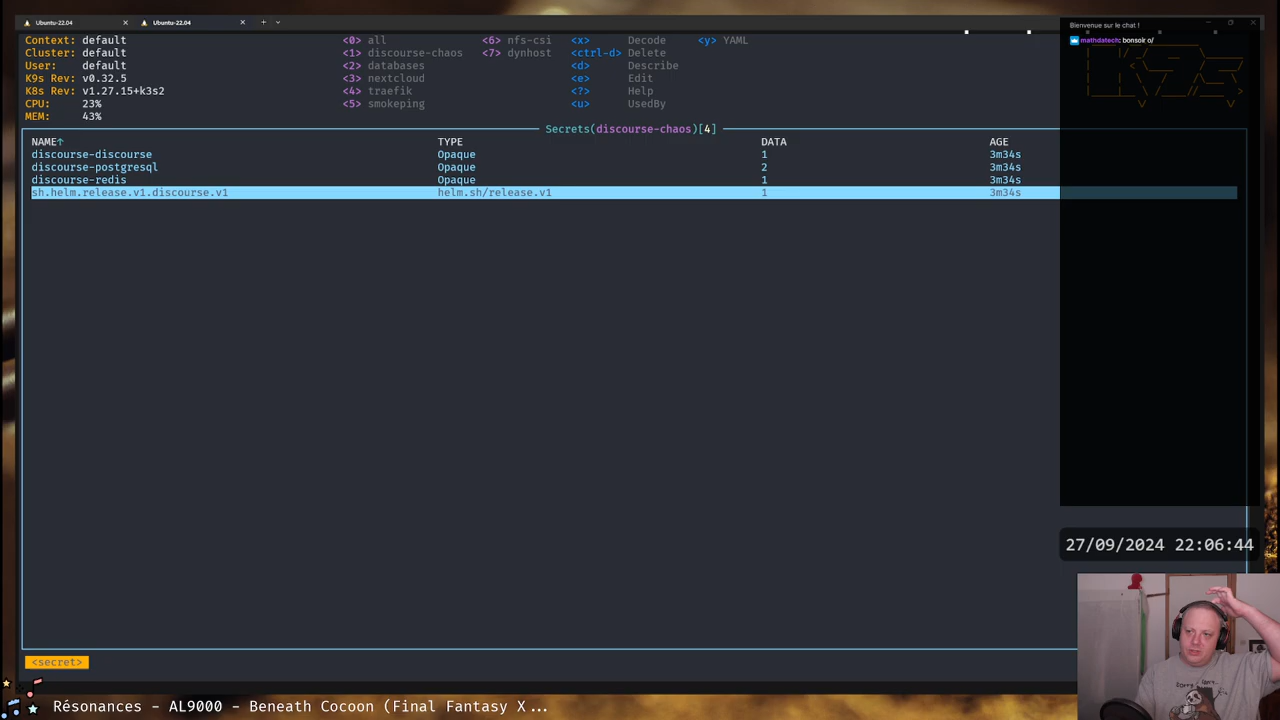 Ubuntu-22.04 Ubuntu-22.04
Context: default
Cluster: default
User: default
K9s Rev: v0.32.5
K8s Rev: v1.27.15+k3s2
CPU: 23%
MEM: 43%
<0> all
<1> discourse-chaos
<2> databases
<3> nextcloud
<4> traefik
<5> smokeping
<6> nfs-csi
<7> dynhost
<x> Decode
<ctrl-d> Delete
<d> Describe
<e> Edit
<?> Help
<u> UsedBy
<y> YAML
Bienvenue sur le chat !
mathdatech: bonsoir o/
Secrets(discourse-chaos)[4]
NAME↑ TYPE DATA AGE
discourse-discourse Opaque 1 3m34s
discourse-postgresql Opaque 2 3m34s
discourse-redis Opaque 1 3m34s
sh.helm.release.v1.discourse.v1 helm.sh/release.v1 1 3m34s
27/09/2024 22:06:44
<secret>
Résonances - AL9000 - Beneath Cocoon (Final Fantasy X...